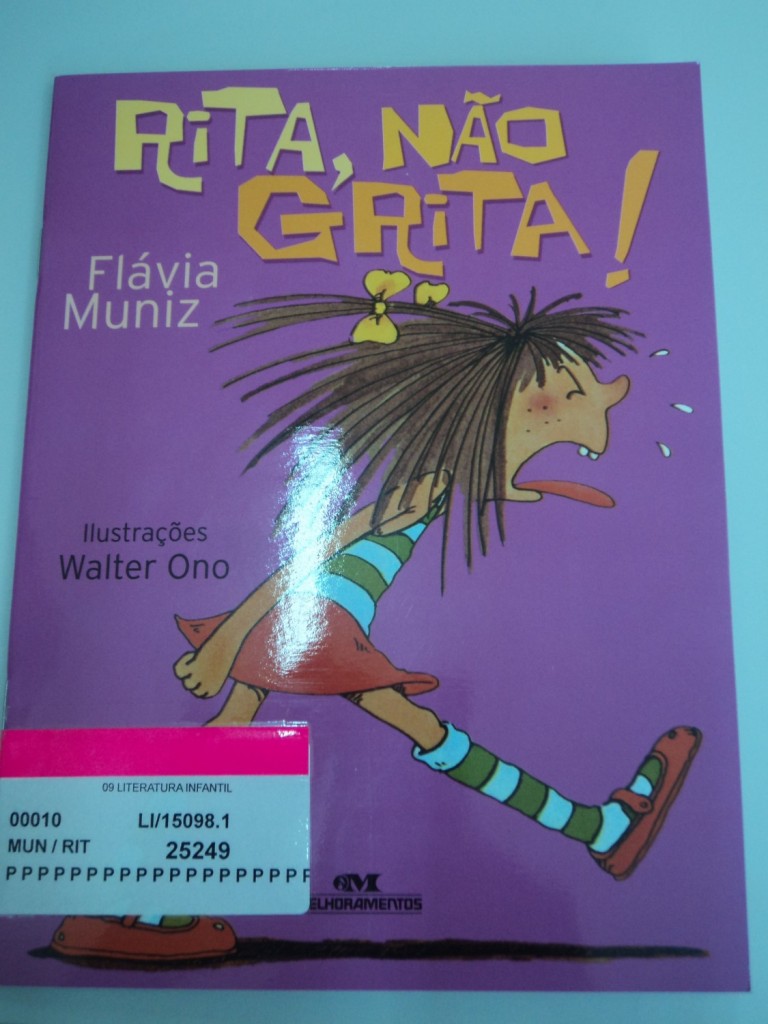 RiTA, NÃO
GRiTA!
Flávia
Muniz
Ilustrações
Walter Ono
09 LITERATURA INFANTIL
00010 LI/15098.1
MUN / RIT 25249
PPPPPPPPPPPPPPPPPPP
ELHORAMENTOS